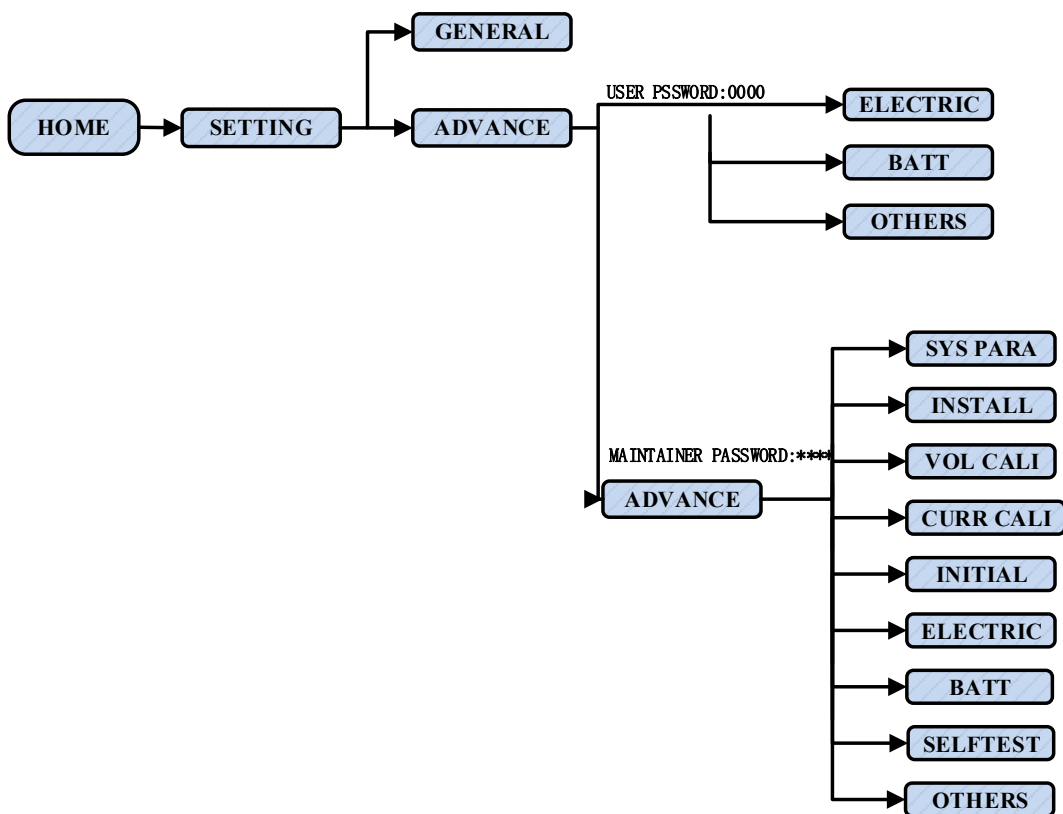 GENERAL
HOME
SETTING
ADVANCE
USER PSSWORD:0000
ELECTRIC
BATT
OTHERS
SYS PARA
INSTALL
MAINTAINER PASSWORD:****
VOL CALI
ADVANCE
CURR CALI
INITIAL
ELECTRIC
BATT
SELFTEST
OTHERS